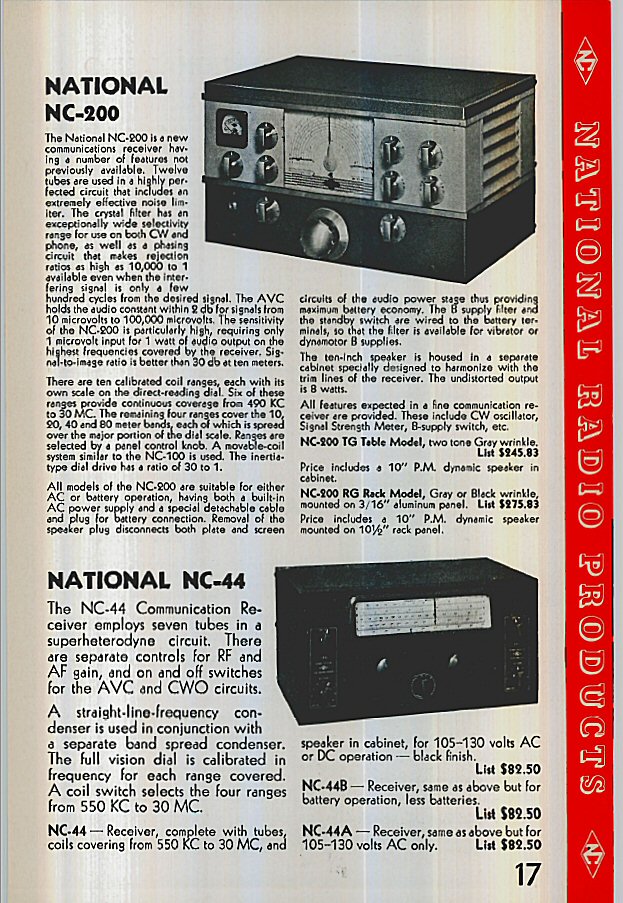 NATIONAL
NC-200
The National NC-200 is a new
communications receiver hav-
ing a number of features not
previously available. Twelve
tubes are used in a highly per-
fected circuit that includes an
extremely effective noise lim-
iter. The crystal filter has an
exceptionally wide selectivity
range for use on both CW and
phone, as well as a phasing
circuit that makes rejection
ratios as high as 10,000 to 1
available even when the inter-
fering signal is only a few
hundred cycles from the desired signal. The AVC
holds the audio constant within 2 db for signals from
10 microvolts to 100,000 microvolts. The sensitivity
of the NC-200 is particularly high, requiring only
1 microvolt input for 1 watt of audio output on the
highest frequencies covered by the receiver. Sig-
nal-to-image ratio is better than 30 db at ten meters.
There are ten calibrated coil ranges, each with its
own scale on the direct-reading dial. Six of these
ranges provide continuous coverage from 490 KC
to 30 MC. The remaining four ranges cover the 10,
20, 40 and 80 meter bands, each of which is spread
over the major portion of the dial scale. Ranges are
selected by a panel control knob. A movable-coil
system similar to the NC-100 is used. The inertia-
type dial drive has a ratio of 30 to 1.
All models of the NC-200 are suitable for either
AC or battery operation, having both a built-in
AC power supply and a special detachable cable
and plug for battery connection. Removal of the
speaker plug disconnects both plate and screen
circuits of the audio power stage thus providing
maximum battery economy. The B supply filter and
the standby switch are wired to the battery ter-
minals, so that the filter is available for vibrator or
dynamotor B supplies.
The ten-inch speaker is housed in a separate
cabinet specially designed to harmonize with the
trim lines of the receiver. The undistorted output
is 8 watts.
All features expected in a fine communication re-
ceiver are provided. These include CW oscillator,
Signal Strength Meter, B-supply switch, etc.
NC-200 TG Table Model, two tone Gray wrinkle.
List $245.83
Price includes a 10" P.M. dynamic speaker in
cabinet.
NC-200 RG Rack Model, Gray or Black wrinkle,
mounted on 3/16" aluminum panel. List $275.83
Price includes a 10" P.M. dynamic speaker
mounted on 10½" rack panel.
NATIONAL NC-44
The NC-44 Communication Re-
ceiver employs seven tubes in a
superheterodyne circuit. There
are separate controls for RF and
AF gain, and on and off switches
for the AVC and CWO circuits.
A straight-line-frequency con-
denser is used in conjunction with
a separate band spread condenser.
The full vision dial is calibrated in
frequency for each range covered.
A coil switch selects the four ranges
from 550 KC to 30 MC.
NC-44 — Receiver, complete with tubes,
coils covering from 550 KC to 30 MC, and
speaker in cabinet, for 105–130 volts AC
or DC operation — black finish.
List $82.50
NC-44B — Receiver, same as above but for
battery operation, less batteries.
List $82.50
NC-44A — Receiver, same as above but for
105–130 volts AC only. List $82.50
17
NC
NATIONAL RADIO PRODUCTS
NC